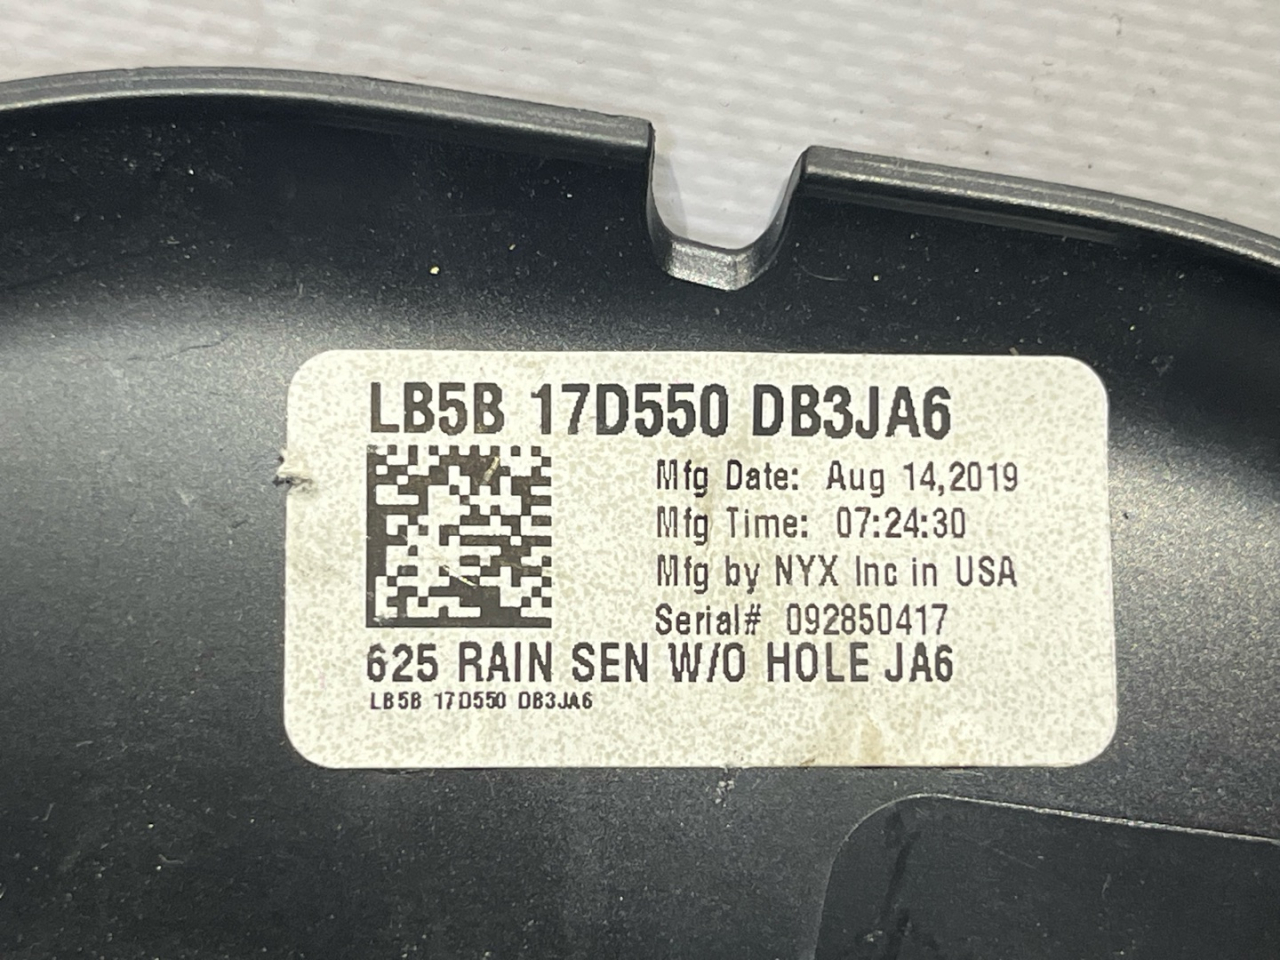 LB5B 17D550 DB3JA6
Mfg Date: Aug 14,2019
Mfg Time: 07:24:30
Mfg by NYX Inc in USA
Serial# 092850417
625 RAIN SEN W/O HOLE JA6
LB5B 17D550 DB3JA6